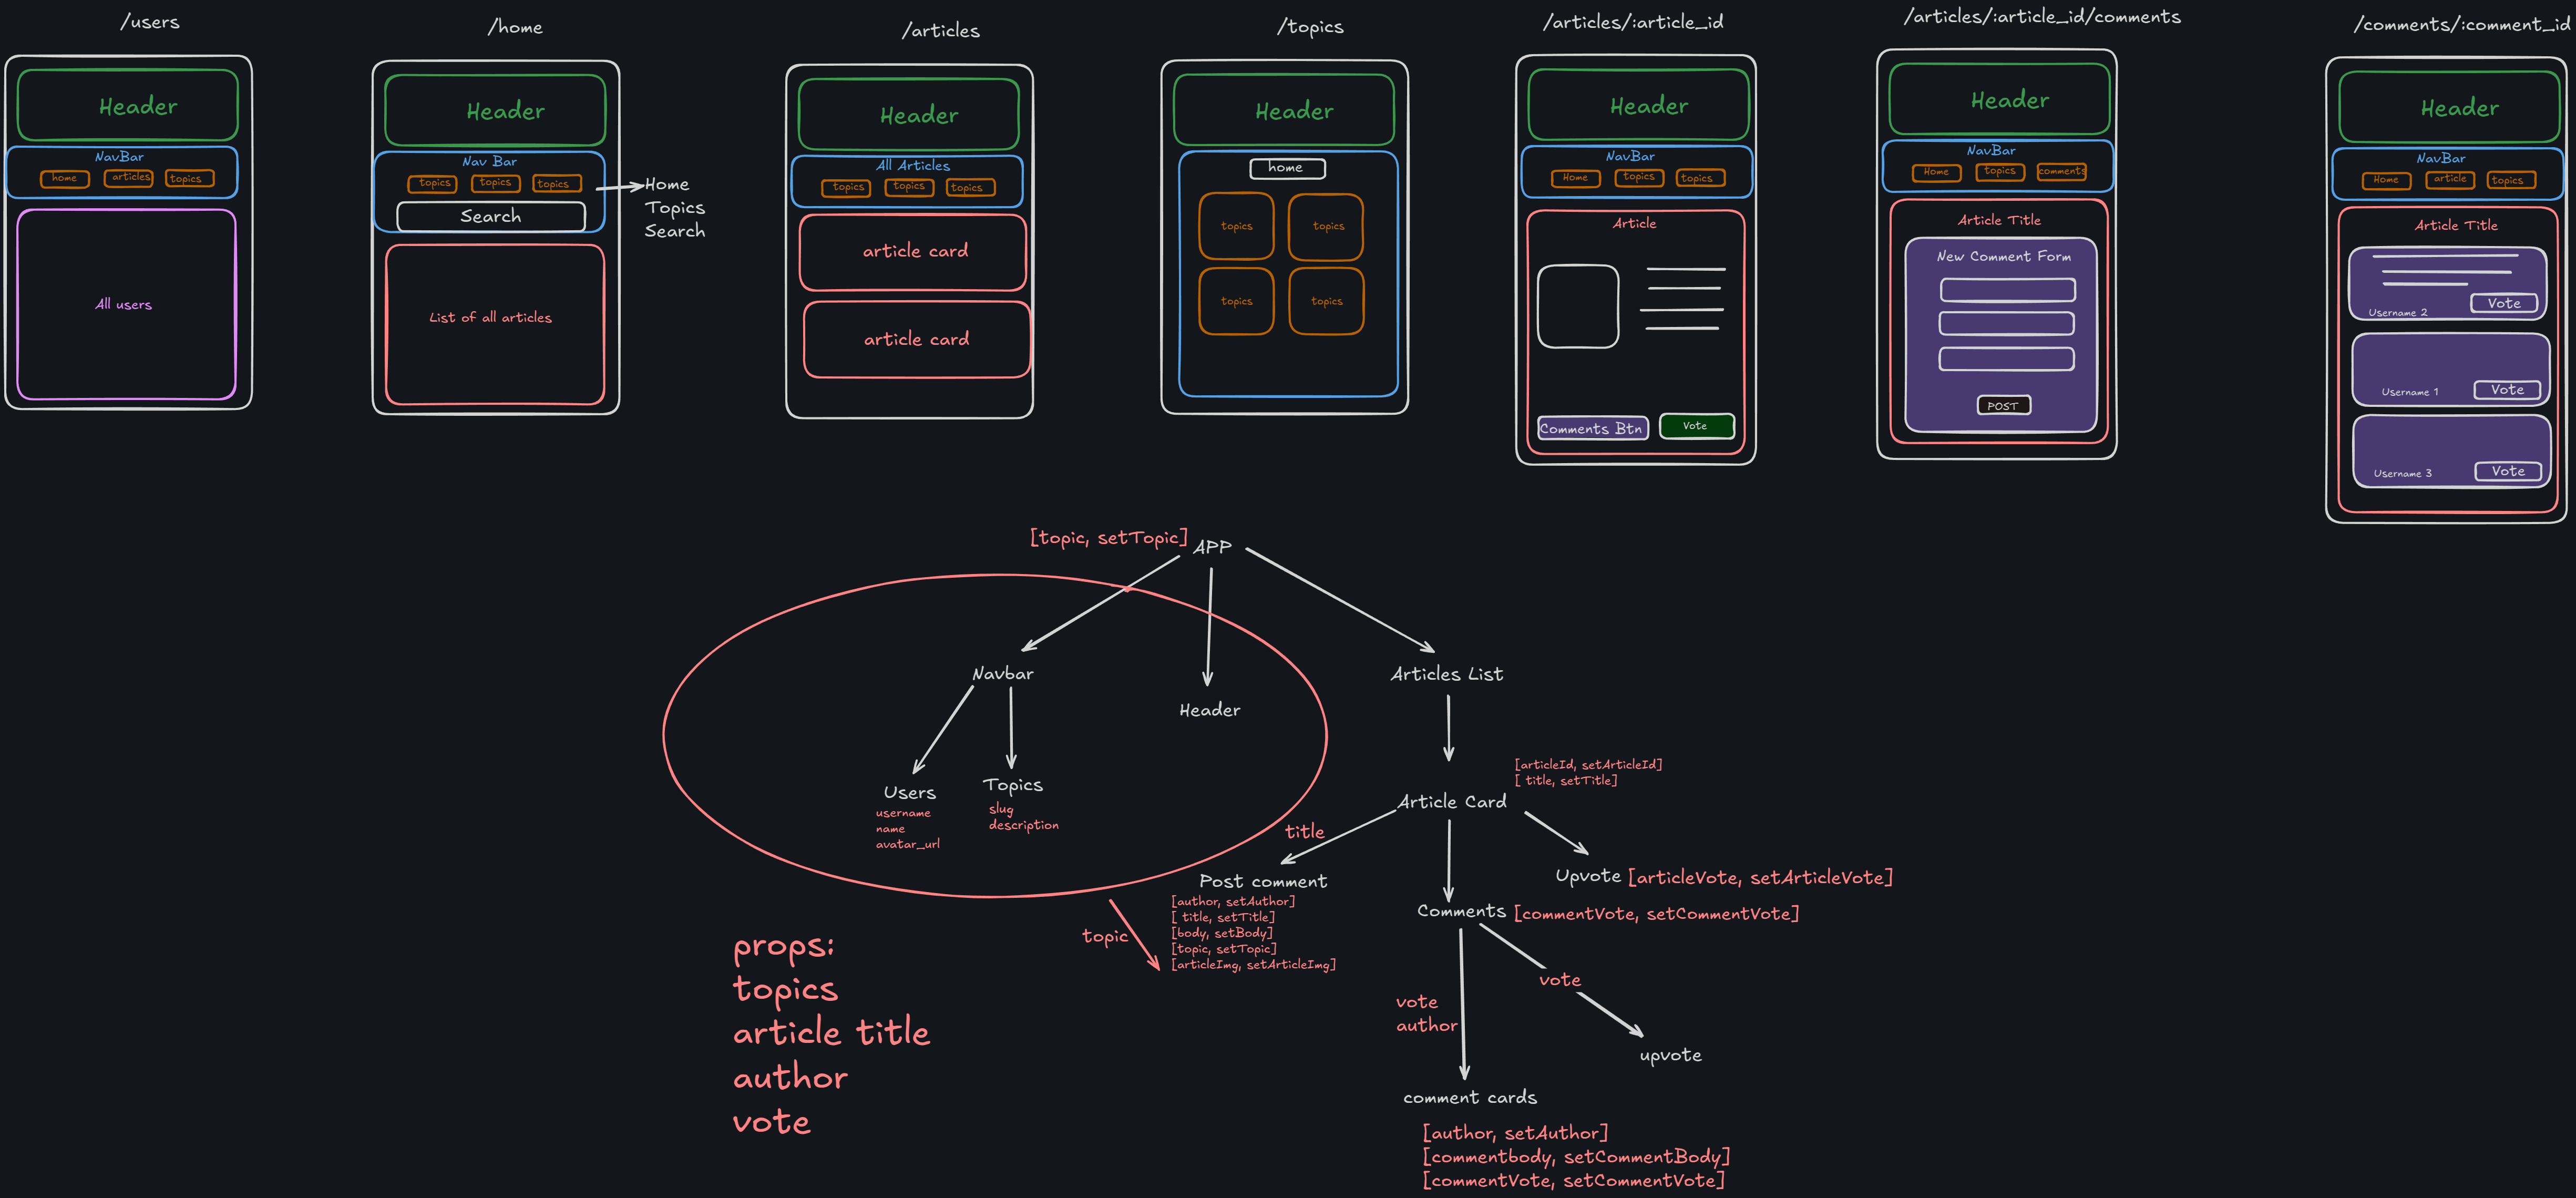 /users
Header
NavBar
home
articles
topics
All users
/home
Header
Nav Bar
topics
topics
topics
Search
List of all articles
Home
Topics
Search
/articles
Header
All Articles
topics
topics
topics
article card
article card
/topics
Header
home
topics
topics
topics
topics
/articles/:article_id
Header
NavBar
Home
topics
topics
Article
Comments Btn
Vote
/articles/:article_id/comments
Header
NavBar
Home
topics
comments
Article Title
New Comment Form
POST
/comments/:comment_id
Header
NavBar
Home
article
topics
Article Title
Vote
Username 2
Username 1
Vote
Username 3
Vote
[topic, setTopic]
APP
Navbar
Header
Articles List
Users
username
name
avatar_url
Topics
slug
description
[articleId, setArticleId]
[ title, setTitle]
Article Card
title
Post comment
[author, setAuthor]
[ title, setTitle]
[body, setBody]
[topic, setTopic]
[articleImg, setArticleImg]
topic
Upvote
[articleVote, setArticleVote]
Comments
[commentVote, setCommentVote]
vote
vote
author
upvote
comment cards
[author, setAuthor]
[commentbody, setCommentBody]
[commentVote, setCommentVote]
props:
topics
article title
author
vote